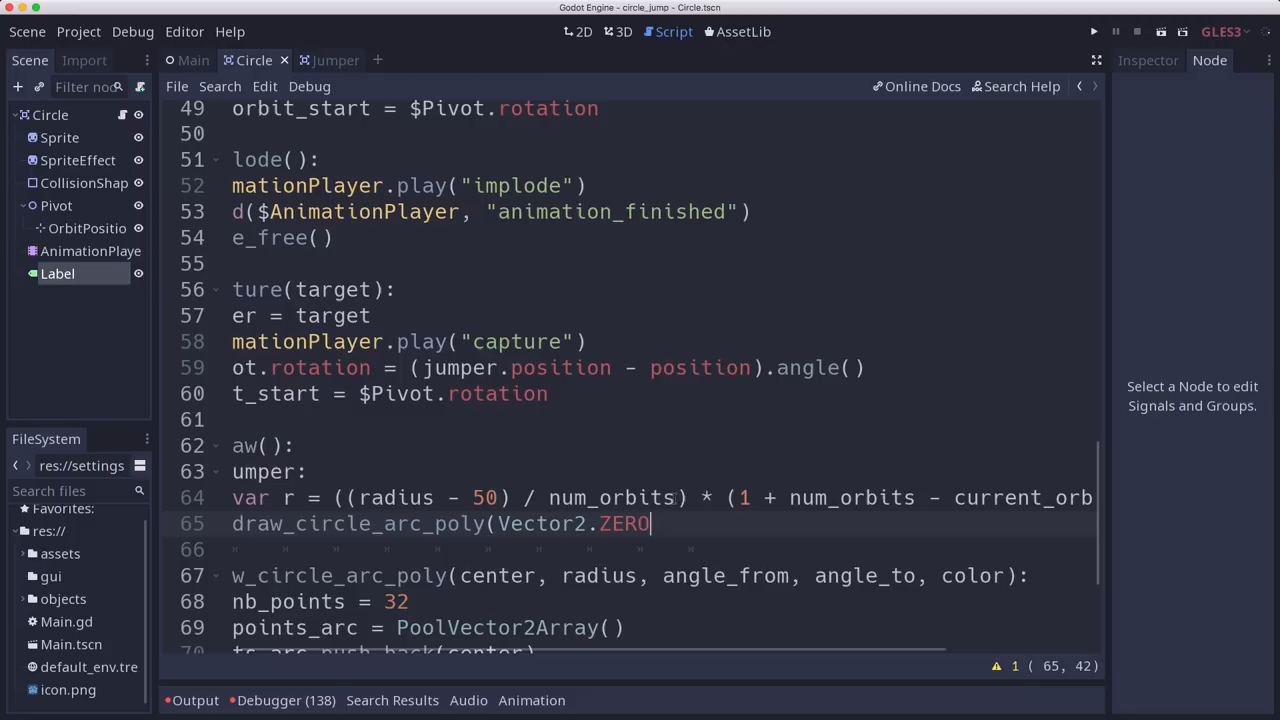 Godot Engine - circle_jump - Circle.tscn
Scene Project Debug Editor Help 2D 3D Script AssetLib GLES3
Scene Import Main Circle Jumper Inspector Node
Filter nod File Search Edit Debug Online Docs Search Help
Circle
Sprite
SpriteEffect
CollisionShap
Pivot
OrbitPositio
AnimationPlaye
Label
FileSystem
res://settings
Search files
Favorites:
res://
assets
gui
objects
Main.gd
Main.tscn
default_env.tre
icon.png
49 orbit_start = $Pivot.rotation
50
51 lode():
52 mationPlayer.play("implode")
53 d($AnimationPlayer, "animation_finished")
54 e_free()
55
56 ture(target):
57 er = target
58 mationPlayer.play("capture")
59 ot.rotation = (jumper.position - position).angle()
60 t_start = $Pivot.rotation
61
62 aw():
63 umper:
64 var r = ((radius - 50) / num_orbits) * (1 + num_orbits - current_orb
65 draw_circle_arc_poly(Vector2.ZERO
66
67 w_circle_arc_poly(center, radius, angle_from, angle_to, color):
68 nb_points = 32
69 points_arc = PoolVector2Array()
70 ts_arc.push_back(center)
1 ( 65, 42)
Output Debugger (138) Search Results Audio Animation
Select a Node to edit
Signals and Groups.